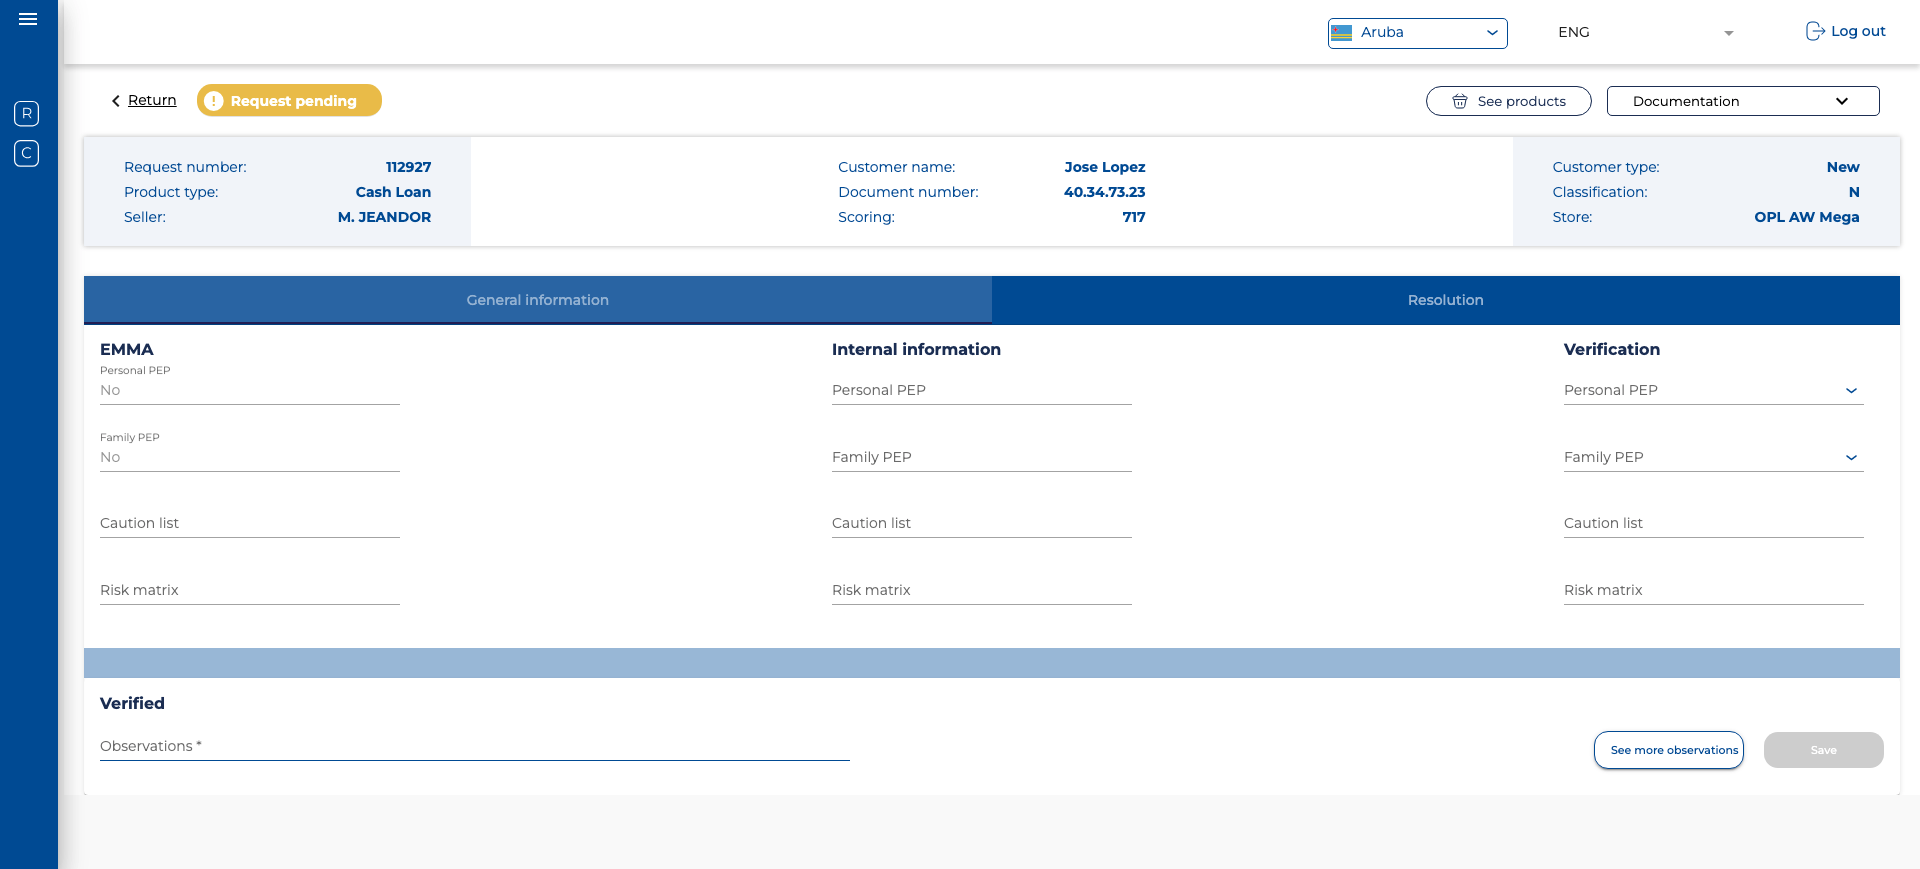 Aruba
ENG
Log out
R
C
Return
Request pending
See products
Documentation
Request number: 112927
Product type: Cash Loan
Seller: M. JEANDOR
Customer name: Jose Lopez
Document number: 40.34.73.23
Scoring: 717
Customer type: New
Classification: N
Store: OPL AW Mega
General information
Resolution
EMMA
Personal PEP
No
Family PEP
No
Caution list
Risk matrix
Internal information
Personal PEP
Family PEP
Caution list
Risk matrix
Verification
Personal PEP
Family PEP
Caution list
Risk matrix
Verified
Observations *
See more observations
Save